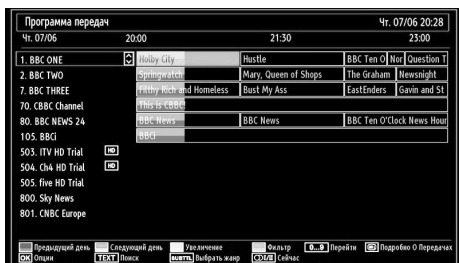 Программа передач Чт. 07/06 20:28
Чт. 07/06 20:00 21:30 23:00
1. BBC ONE Holby City Hustle BBC Ten O Nor Question T
2. BBC TWO Springwatch Mary, Queen of Shops The Graham Newsnight
7. BBC THREE Filthy Rich and Homeless Bust My Ass EastEnders Gavin and St
70. CBBC Channel This is CBBC!
80. BBC NEWS 24 BBC News BBC News BBC Ten O'Clock News Hour
105. BBCi BBCi
503. ITV HD Trial HD
504. Ch4 HD Trial HD
505. five HD Trial
800. Sky News
801. CNBC Europe
Предыдущий день Следующий день Увеличение Фильтр 0...9 Перейти Подробно О Передачах
OK Опции TEXT Поиск SUBTTL Выбрать жанр Сейчас